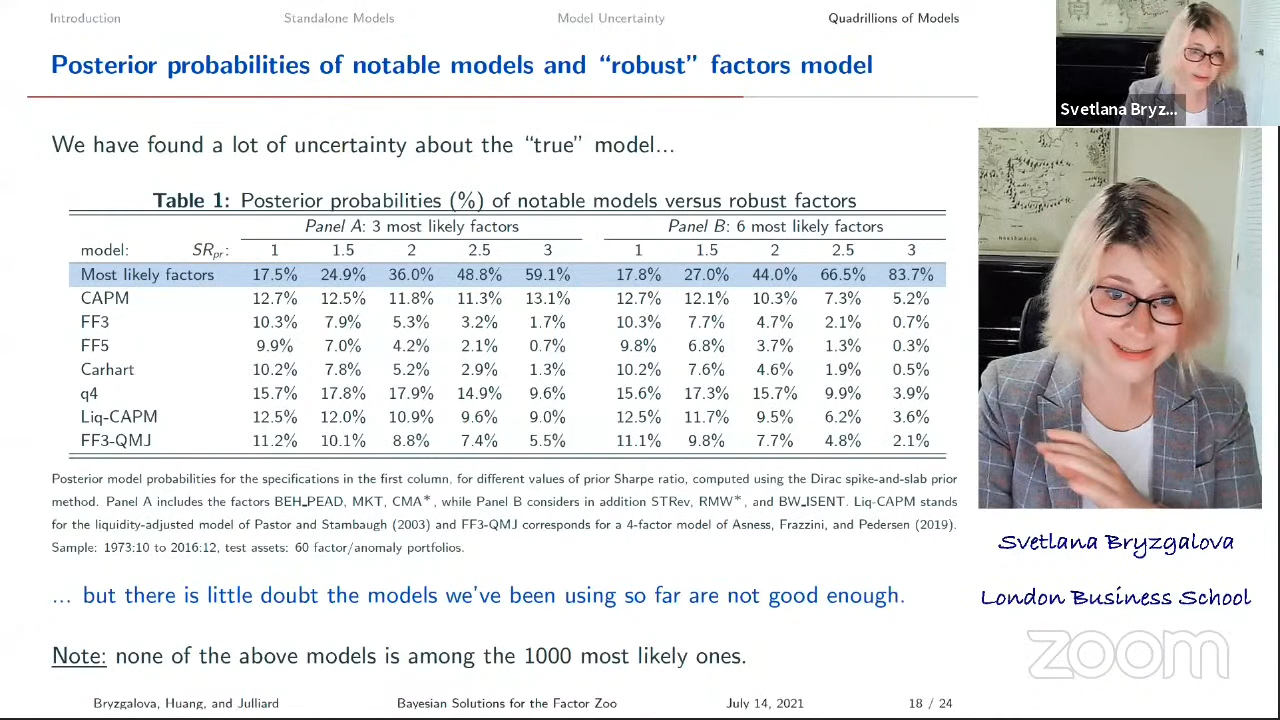 Introduction Standalone Models Model Uncertainty Quadrillions of Models
Posterior probabilities of notable models and “robust” factors model
We have found a lot of uncertainty about the “true” model...
Table 1: Posterior probabilities (%) of notable models versus robust factors
Panel A: 3 most likely factors Panel B: 6 most likely factors
model: SRpr: 1 1.5 2 2.5 3 1 1.5 2 2.5 3
Most likely factors 17.5% 24.9% 36.0% 48.8% 59.1% 17.8% 27.0% 44.0% 66.5% 83.7%
CAPM 12.7% 12.5% 11.8% 11.3% 13.1% 12.7% 12.1% 10.3% 7.3% 5.2%
FF3 10.3% 7.9% 5.3% 3.2% 1.7% 10.3% 7.7% 4.7% 2.1% 0.7%
FF5 9.9% 7.0% 4.2% 2.1% 0.7% 9.8% 6.8% 3.7% 1.3% 0.3%
Carhart 10.2% 7.8% 5.2% 2.9% 1.3% 10.2% 7.6% 4.6% 1.9% 0.5%
q4 15.7% 17.8% 17.9% 14.9% 9.6% 15.6% 17.3% 15.7% 9.9% 3.9%
Liq-CAPM 12.5% 12.0% 10.9% 9.6% 9.0% 12.5% 11.7% 9.5% 6.2% 3.6%
FF3-QMJ 11.2% 10.1% 8.8% 7.4% 5.5% 11.1% 9.8% 7.7% 4.8% 2.1%
Posterior model probabilities for the specifications in the first column, for different values of prior Sharpe ratio, computed using the Dirac spike-and-slab prior
method. Panel A includes the factors BEH_PEAD, MKT, CMA*, while Panel B considers in addition STRev, RMW*, and BW_ISENT. Liq-CAPM stands
for the liquidity-adjusted model of Pastor and Stambaugh (2003) and FF3-QMJ corresponds for a 4-factor model of Asness, Frazzini, and Pedersen (2019).
Sample: 1973:10 to 2016:12, test assets: 60 factor/anomaly portfolios.
... but there is little doubt the models we’ve been using so far are not good enough.
Note: none of the above models is among the 1000 most likely ones.
Bryzgalova, Huang, and Julliard Bayesian Solutions for the Factor Zoo July 14, 2021 18 / 24
Svetlana Bryz...
Svetlana Bryzgalova
London Business School
zoom